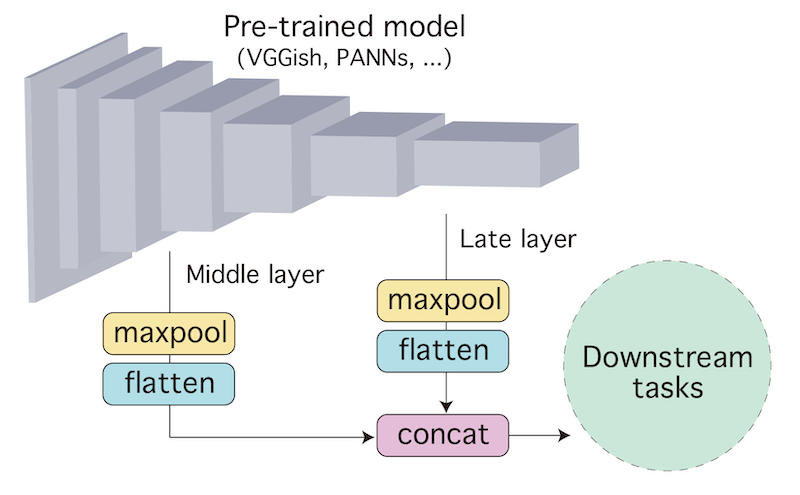 Pre-trained model
(VGGish, PANNs, ...)
Late layer
Middle layer
maxpool
flatten
maxpool
flatten
concat
Downstream
tasks